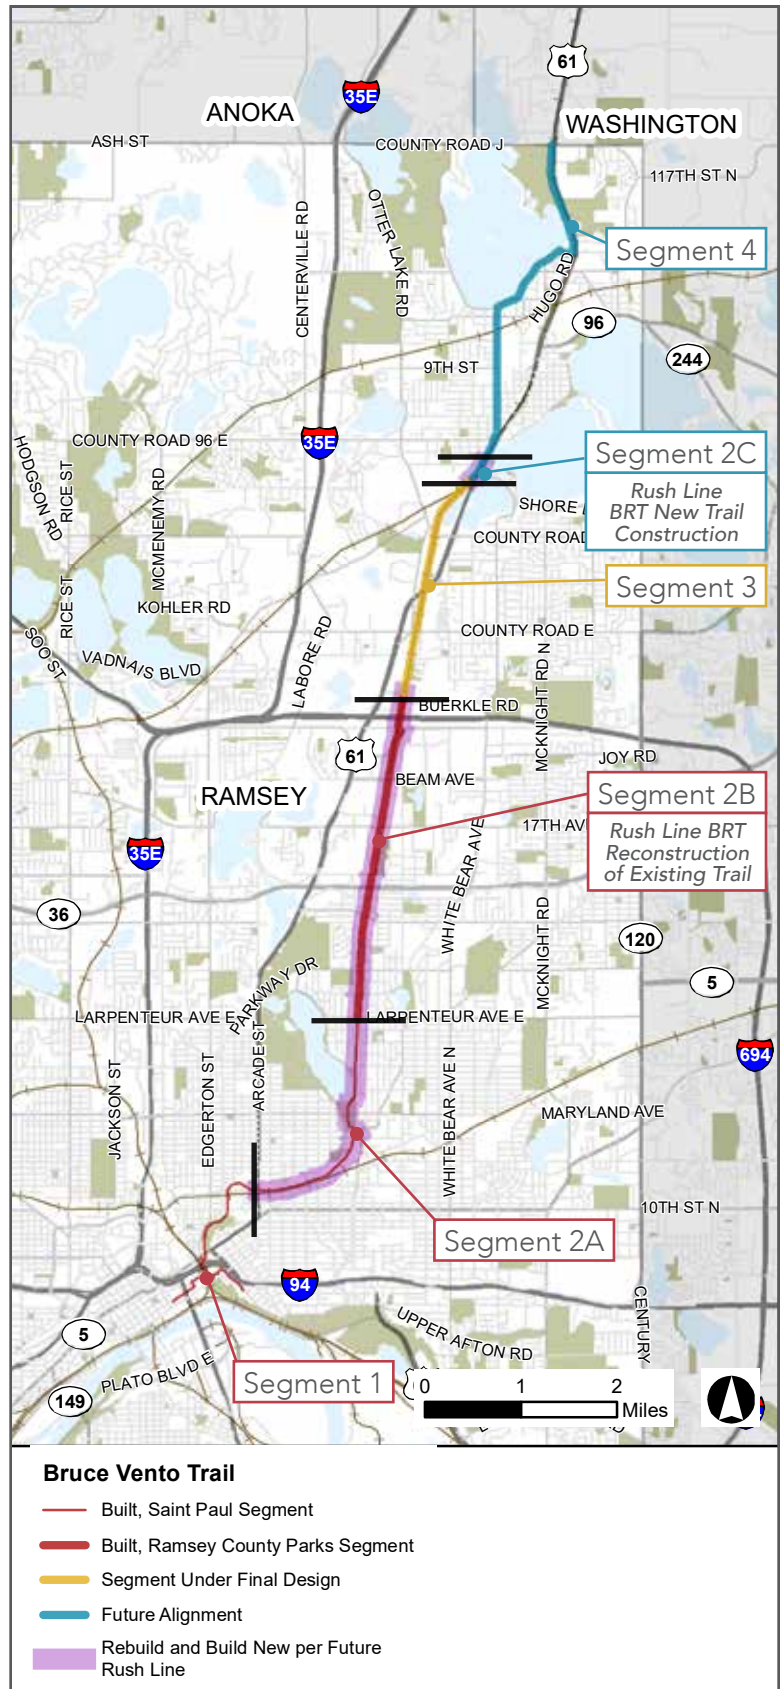 61
35E
ANOKA
WASHINGTON
ASH ST
COUNTY ROAD J
117TH ST N
OTTER LAKE RD
CENTERVILLE RD
Segment 4
HUGO RD
96
244
9TH ST
COUNTY ROAD 96 E
35E
HODGSON RD
RICE ST
MCMENEMY RD
Segment 2C
Rush Line
BRT New Trail
Construction
SHORE
COUNTY ROAD
Segment 3
KOHLER RD
RICE ST
SOO ST
VADNAIS BLVD
LABORE RD
COUNTY ROAD E
MCKNIGHT RD N
BUERKLE RD
61
JOY RD
BEAM AVE
RAMSEY
Segment 2B
Rush Line BRT
Reconstruction
of Existing Trail
17TH AV
WHITE BEAR AVE
35E
36
MCKNIGHT RD
120
5
PARKWAY DR
LARPENTEUR AVE E
LARPENTEUR AVE E
ARCADE ST
694
JACKSON ST
EDGERTON ST
WHITE BEAR AVE N
MARYLAND AVE
10TH ST N
Segment 2A
94
CENTURY
5
UPPER AFTON RD
PLATO BLVD E
Segment 1
149
0 1 2
Miles
Bruce Vento Trail
Built, Saint Paul Segment
Built, Ramsey County Parks Segment
Segment Under Final Design
Future Alignment
Rebuild and Build New per Future
Rush Line